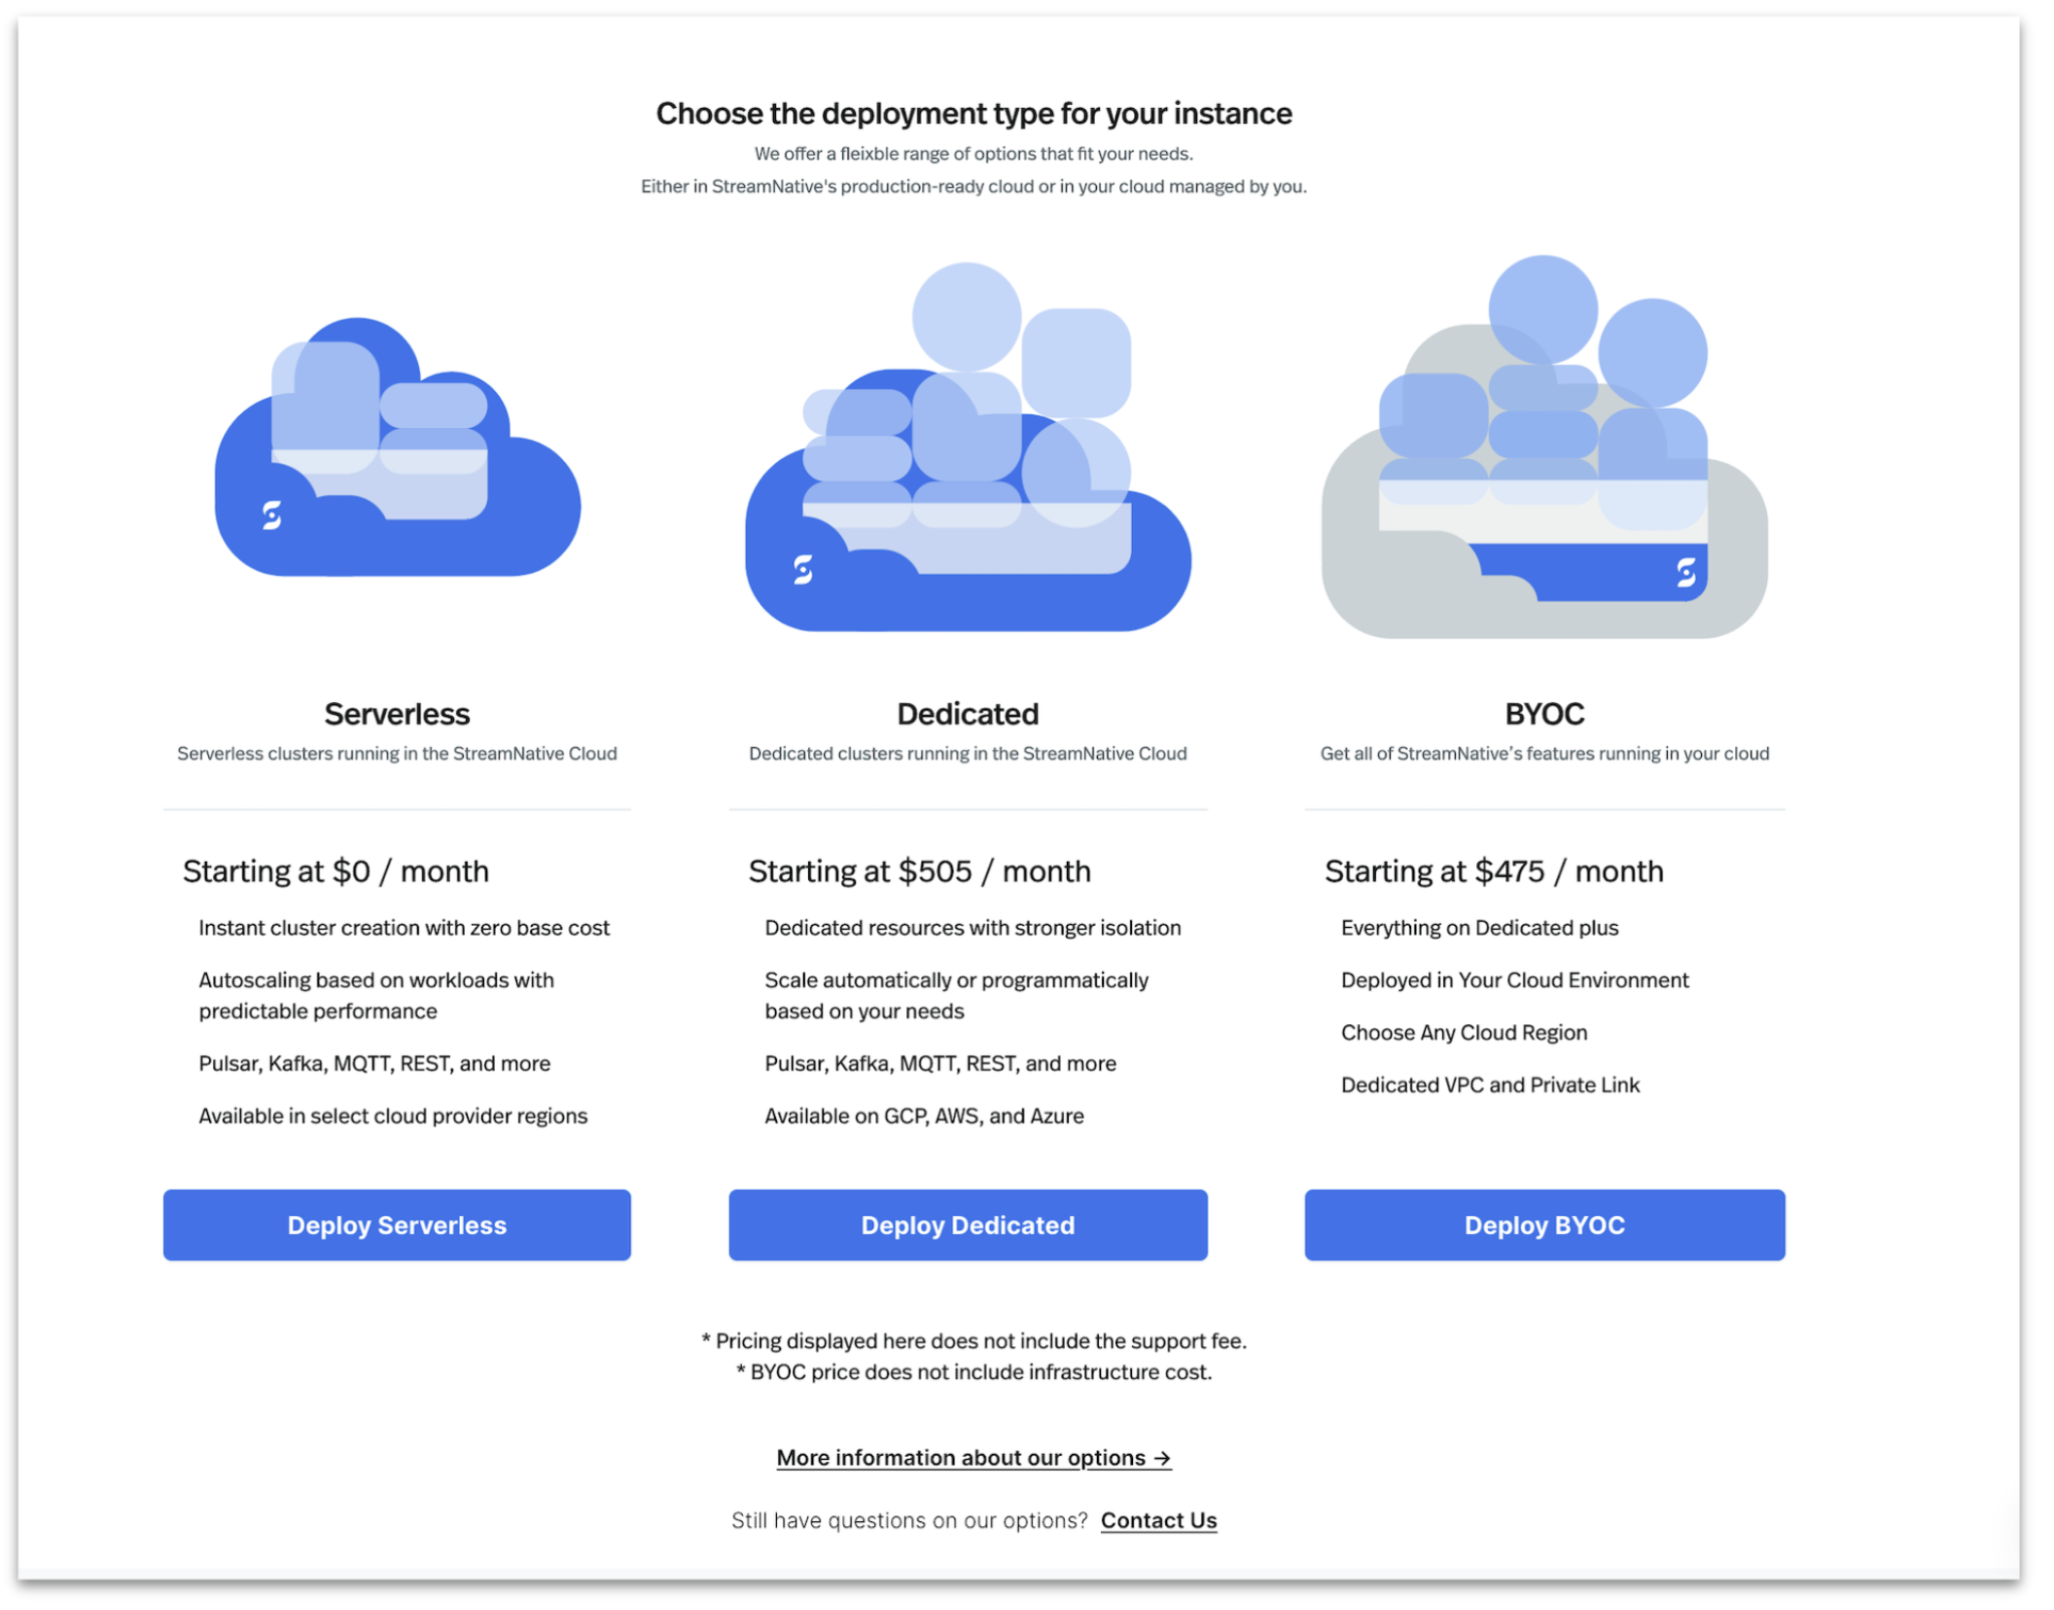 Choose the deployment type for your instance
We offer a fleixble range of options that fit your needs.
Either in StreamNative's production-ready cloud or in your cloud managed by you.
Serverless
Serverless clusters running in the StreamNative Cloud
Starting at $0 / month
Instant cluster creation with zero base cost
Autoscaling based on workloads with
predictable performance
Pulsar, Kafka, MQTT, REST, and more
Available in select cloud provider regions
Deploy Serverless
Dedicated
Dedicated clusters running in the StreamNative Cloud
Starting at $505 / month
Dedicated resources with stronger isolation
Scale automatically or programmatically
based on your needs
Pulsar, Kafka, MQTT, REST, and more
Available on GCP, AWS, and Azure
Deploy Dedicated
BYOC
Get all of StreamNative's features running in your cloud
Starting at $475 / month
Everything on Dedicated plus
Deployed in Your Cloud Environment
Choose Any Cloud Region
Dedicated VPC and Private Link
Deploy BYOC
* Pricing displayed here does not include the support fee.
* BYOC price does not include infrastructure cost.
More information about our options →
Still have questions on our options? Contact Us